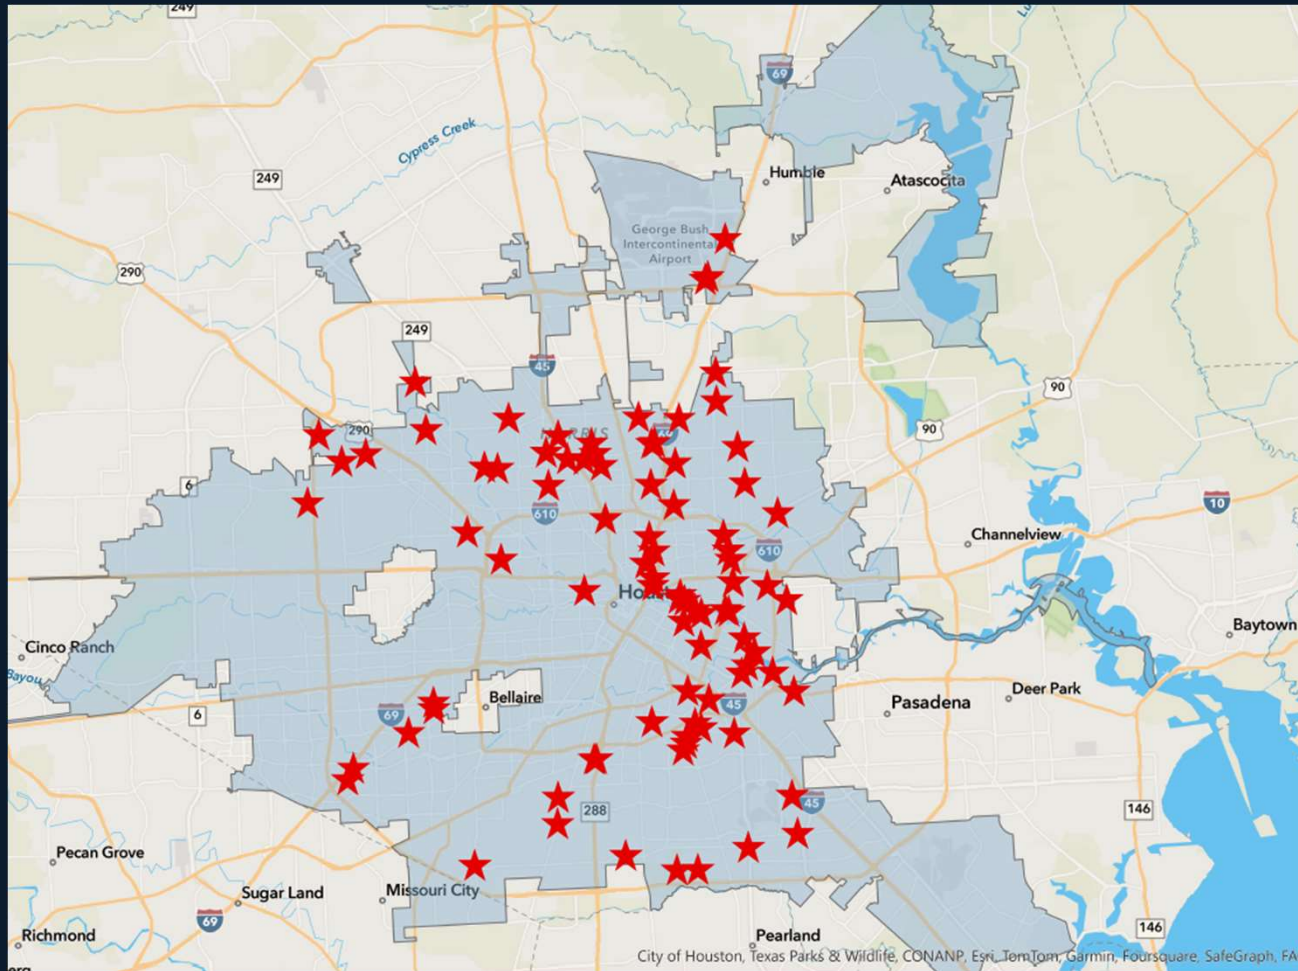 249
69
Cypress Creek
249
Humble
Atascocita
George Bush
Intercontinental
Airport
290
249
45
90
290
HARRIS
69
90
6
10
610
Channelview
610
Houston
Cinco Ranch
Baytown
Bayou
Bellaire
Deer Park
69
6
45
Pasadena
288
45
146
Pecan Grove
Sugar Land
Missouri City
69
146
Richmond
Pearland
City of Houston, Texas Parks & Wildlife, CONANP, Esri, TomTom, Garmin, Foursquare, SafeGraph, FA